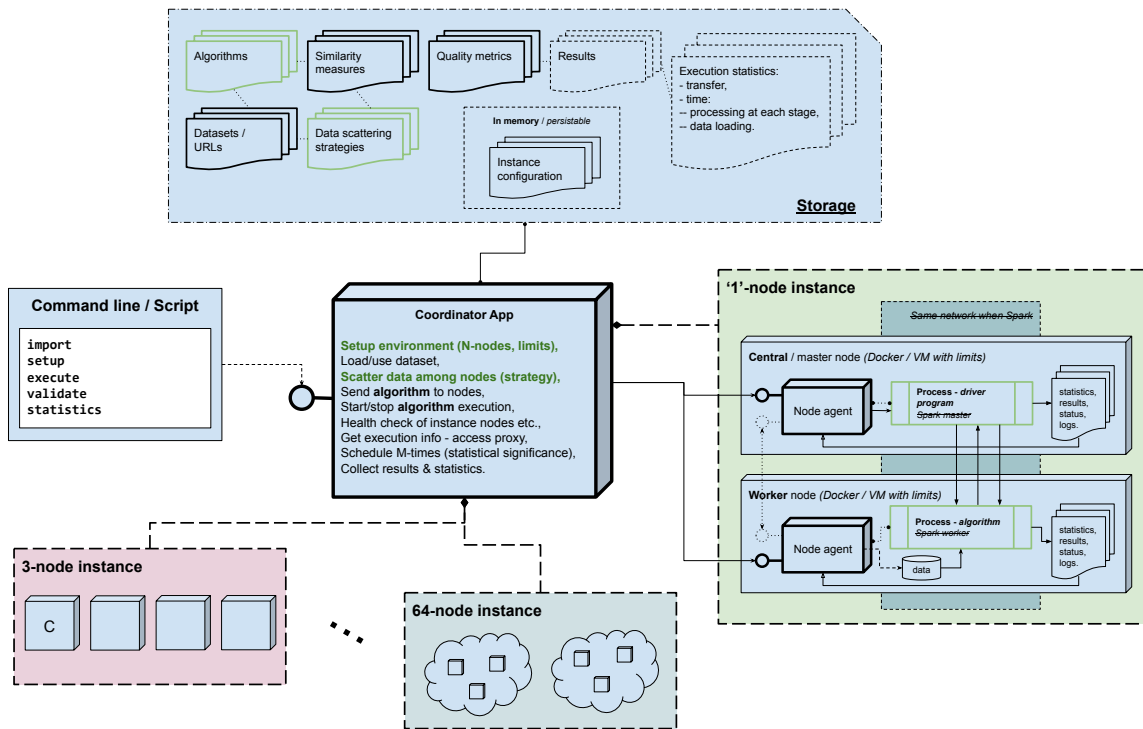 Algorithms
Similarity
measures
Quality metrics
Results
Execution statistics:
- transfer,
- time:
-- processing at each stage,
-- data loading.
Datasets /
URLs
Data scattering
strategies
In memory / persistable
Instance
configuration
Storage
Command line / Script
import
setup
execute
validate
statistics
Coordinator App
Setup environment (N-nodes, limits),
Load/use dataset,
Scatter data among nodes (strategy),
Send algorithm to nodes,
Start/stop algorithm execution,
Health check of instance nodes etc.,
Get execution info - access proxy,
Schedule M-times (statistical significance),
Collect results & statistics.
‘1’-node instance
Same network when Spark
Central / master node (Docker / VM with limits)
Node agent
Process - driver
program
Spark master
statistics,
results,
status,
logs.
Worker node (Docker / VM with limits)
Node agent
Process - algorithm
Spark worker
data
statistics,
results,
status,
logs.
3-node instance
C
64-node instance